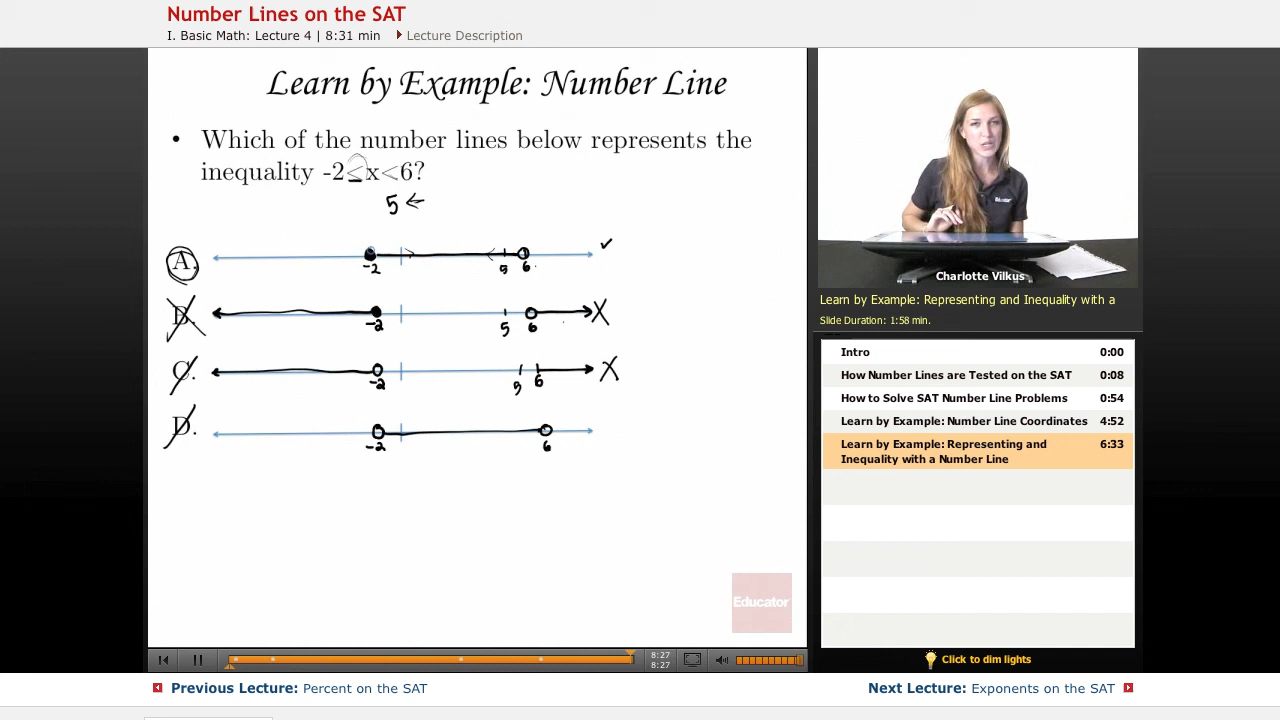 Number Lines on the SAT
I. Basic Math: Lecture 4 | 8:31 min Lecture Description
Learn by Example: Number Line
• Which of the number lines below represents the
inequality -2≤x<6?
5 ←
A. -2 5 6 ✓
B. -2 5 6 X
C. -2 5 6 X
D. -2 6
Educator
8:27
8:27
Charlotte Vilkus
Learn by Example: Representing and Inequality with a
Slide Duration: 1:58 min.
Intro 0:00
How Number Lines are Tested on the SAT 0:08
How to Solve SAT Number Line Problems 0:54
Learn by Example: Number Line Coordinates 4:52
Learn by Example: Representing and 6:33
Inequality with a Number Line
Click to dim lights
Previous Lecture: Percent on the SAT
Next Lecture: Exponents on the SAT